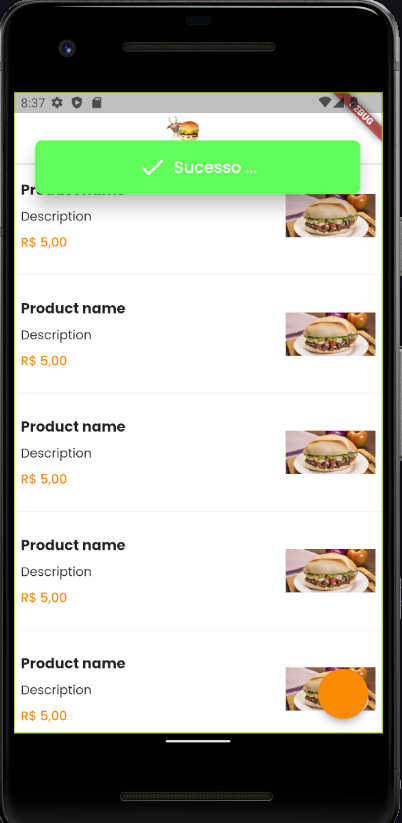 8:37
DEBUG
Sucesso ...
Product name
Description
R$ 5,00
Product name
Description
R$ 5,00
Product name
Description
R$ 5,00
Product name
Description
R$ 5,00
Product name
Description
R$ 5,00